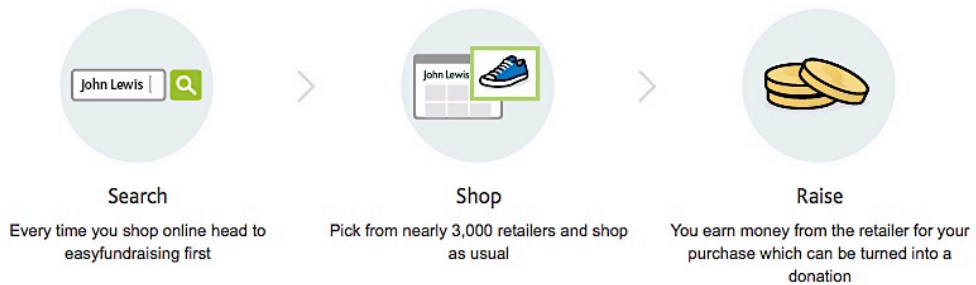 John Lewis
John Lewis
Search
Every time you shop online head to
easyfundraising first
Shop
Pick from nearly 3,000 retailers and shop
as usual
Raise
You earn money from the retailer for your
purchase which can be turned into a
donation